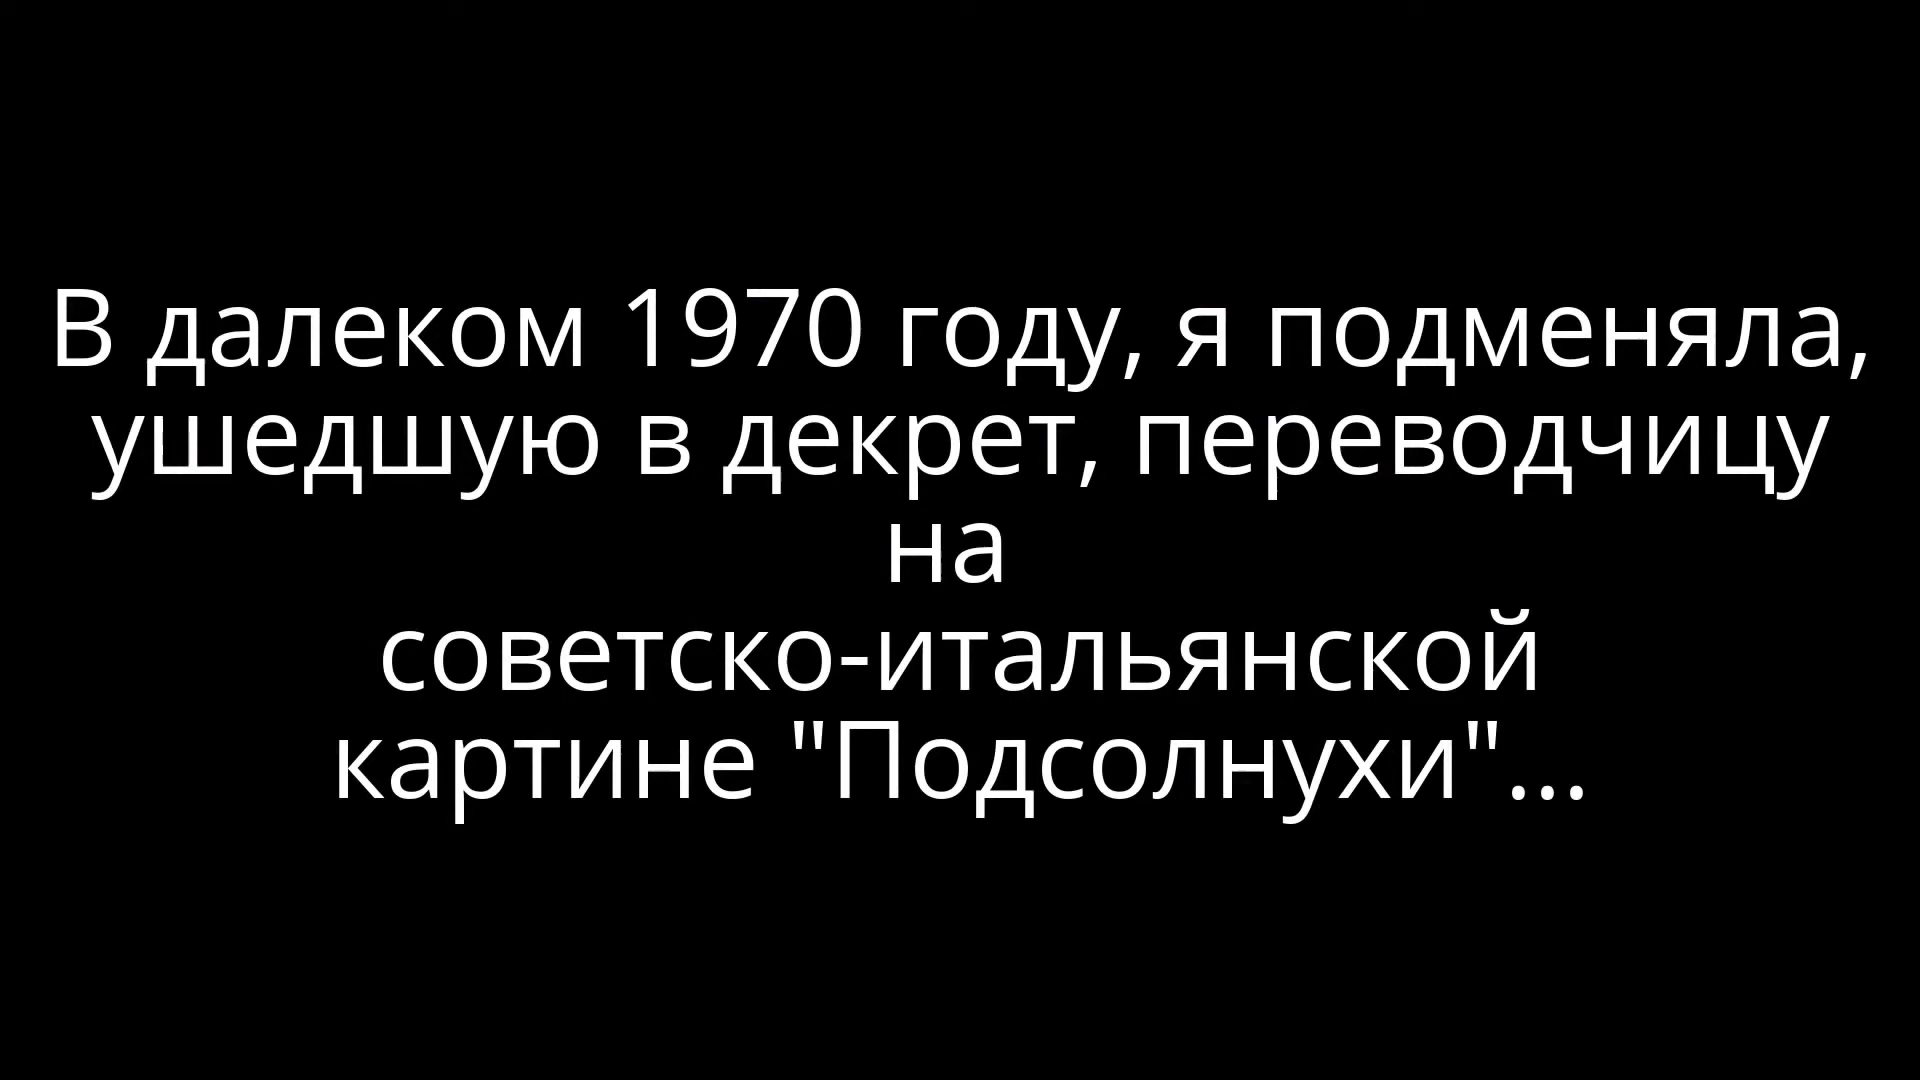 В далеком 1970 году, я подменяла,
ушедшую в декрет, переводчицу
на
советско-итальянской
картине "Подсолнухи"...